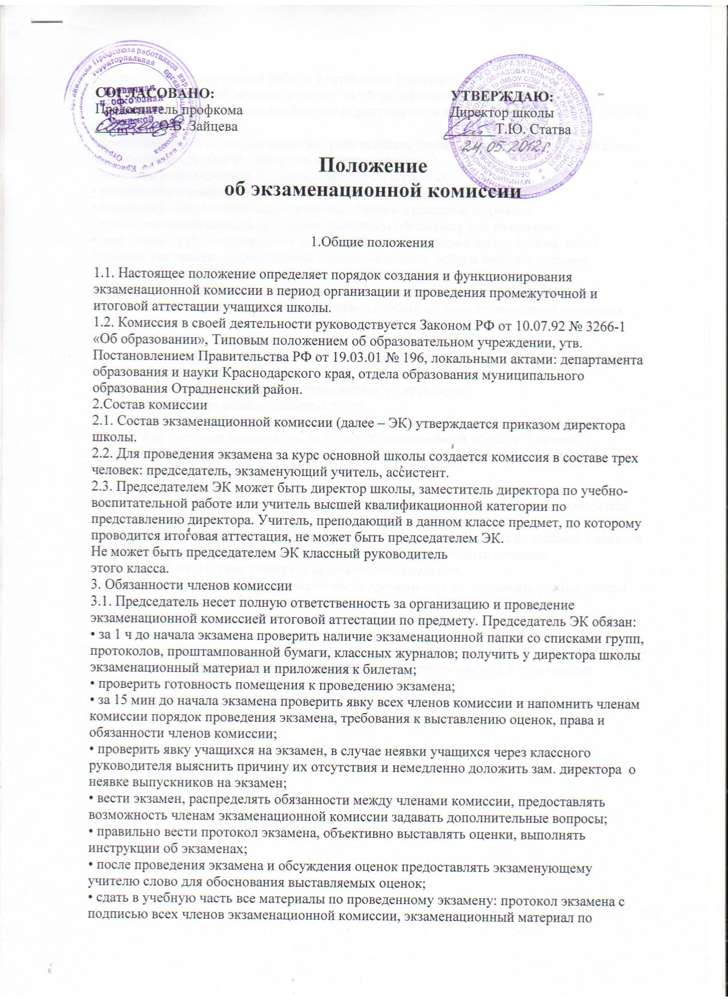 СОГЛАСОВАНО:
Председатель профкома
О.В. Зайцева
УТВЕРЖДАЮ:
Директор школы
Т.Ю. Статва
24.05.2012г.
Положение
об экзаменационной комиссии
1.Общие положения
1.1. Настоящее положение определяет порядок создания и функционирования
экзаменационной комиссии в период организации и проведения промежуточной и
итоговой аттестации учащихся школы.
1.2. Комиссия в своей деятельности руководствуется Законом РФ от 10.07.92 № 3266-1
«Об образовании», Типовым положением об образовательном учреждении, утв.
Постановлением Правительства РФ от 19.03.01 № 196, локальными актами: департамента
образования и науки Краснодарского края, отдела образования муниципального
образования Отрадненский район.
2.Состав комиссии
2.1. Состав экзаменационной комиссии (далее – ЭК) утверждается приказом директора
школы.
2.2. Для проведения экзамена за курс основной школы создается комиссия в составе трех
человек: председатель, экзаменующий учитель, ассистент.
2.3. Председателем ЭК может быть директор школы, заместитель директора по учебно-
воспитательной работе или учитель высшей квалификационной категории по
представлению директора. Учитель, преподающий в данном классе предмет, по которому
проводится итоговая аттестация, не может быть председателем ЭК.
Не может быть председателем ЭК классный руководитель
этого класса.
3. Обязанности членов комиссии
3.1. Председатель несет полную ответственность за организацию и проведение
экзаменационной комиссией итоговой аттестации по предмету. Председатель ЭК обязан:
• за 1 ч до начала экзамена проверить наличие экзаменационной папки со списками групп,
протоколов, проштампованной бумаги, классных журналов; получить у директора школы
экзаменационный материал и приложения к билетам;
• проверить готовность помещения к проведению экзамена;
• за 15 мин до начала экзамена проверить явку всех членов комиссии и напомнить членам
комиссии порядок проведения экзамена, требования к выставлению оценок, права и
обязанности членов комиссии;
• проверить явку учащихся на экзамен, в случае неявки учащихся через классного
руководителя выяснить причину их отсутствия и немедленно доложить зам. директора о
неявке выпускников на экзамен;
• вести экзамен, распределять обязанности между членами комиссии, предоставлять
возможность членам экзаменационной комиссии задавать дополнительные вопросы;
• правильно вести протокол экзамена, объективно выставлять оценки, выполнять
инструкции об экзаменах;
• после проведения экзамена и обсуждения оценок предоставлять экзаменующему
учителю слово для обоснования выставляемых оценок;
• сдать в учебную часть все материалы по проведенному экзамену: протокол экзамена с
подписью всех членов экзаменационной комиссии, экзаменационный материал по